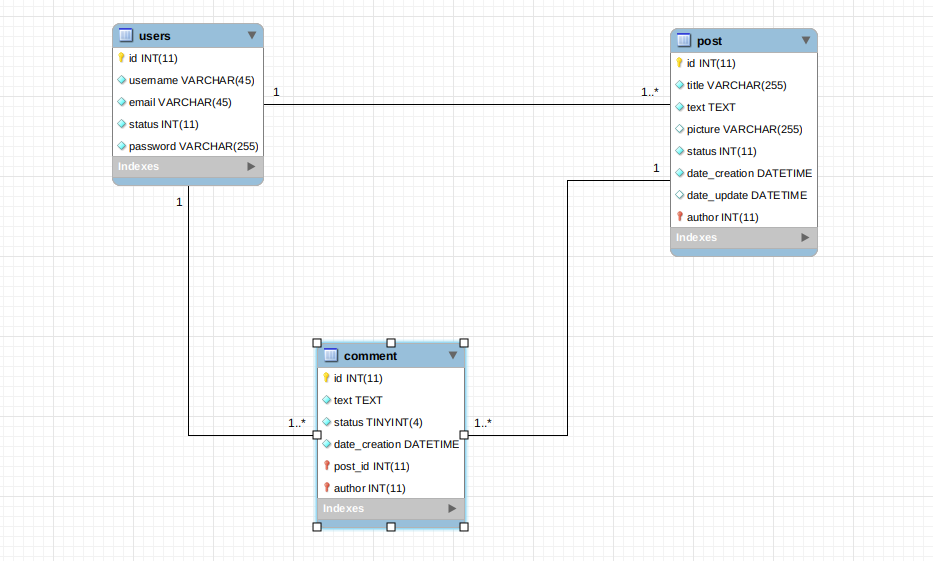 users
id INT(11)
username VARCHAR(45)
email VARCHAR(45)
status INT(11)
password VARCHAR(255)
Indexes
1
1..*
post
id INT(11)
title VARCHAR(255)
text TEXT
picture VARCHAR(255)
status INT(11)
date_creation DATETIME
date_update DATETIME
author INT(11)
Indexes
1
1
1..*
1..*
comment
id INT(11)
text TEXT
status TINYINT(4)
date_creation DATETIME
post_id INT(11)
author INT(11)
Indexes